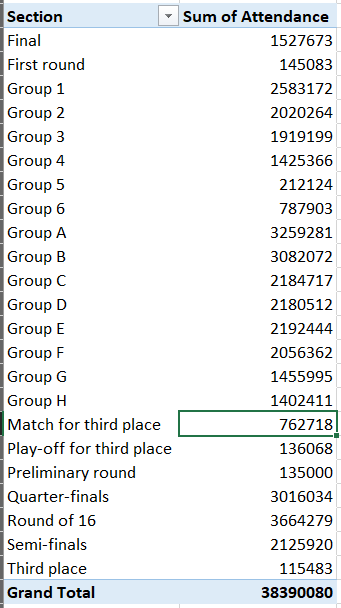 Section Sum of Attendance
Final 1527673
First round 145083
Group 1 2583172
Group 2 2020264
Group 3 1919199
Group 4 1425366
Group 5 212124
Group 6 787903
Group A 3259281
Group B 3082072
Group C 2184717
Group D 2180512
Group E 2192444
Group F 2056362
Group G 1455995
Group H 1402411
Match for third place 762718
Play-off for third place 136068
Preliminary round 135000
Quarter-finals 3016034
Round of 16 3664279
Semi-finals 2125920
Third place 115483
Grand Total 38390080